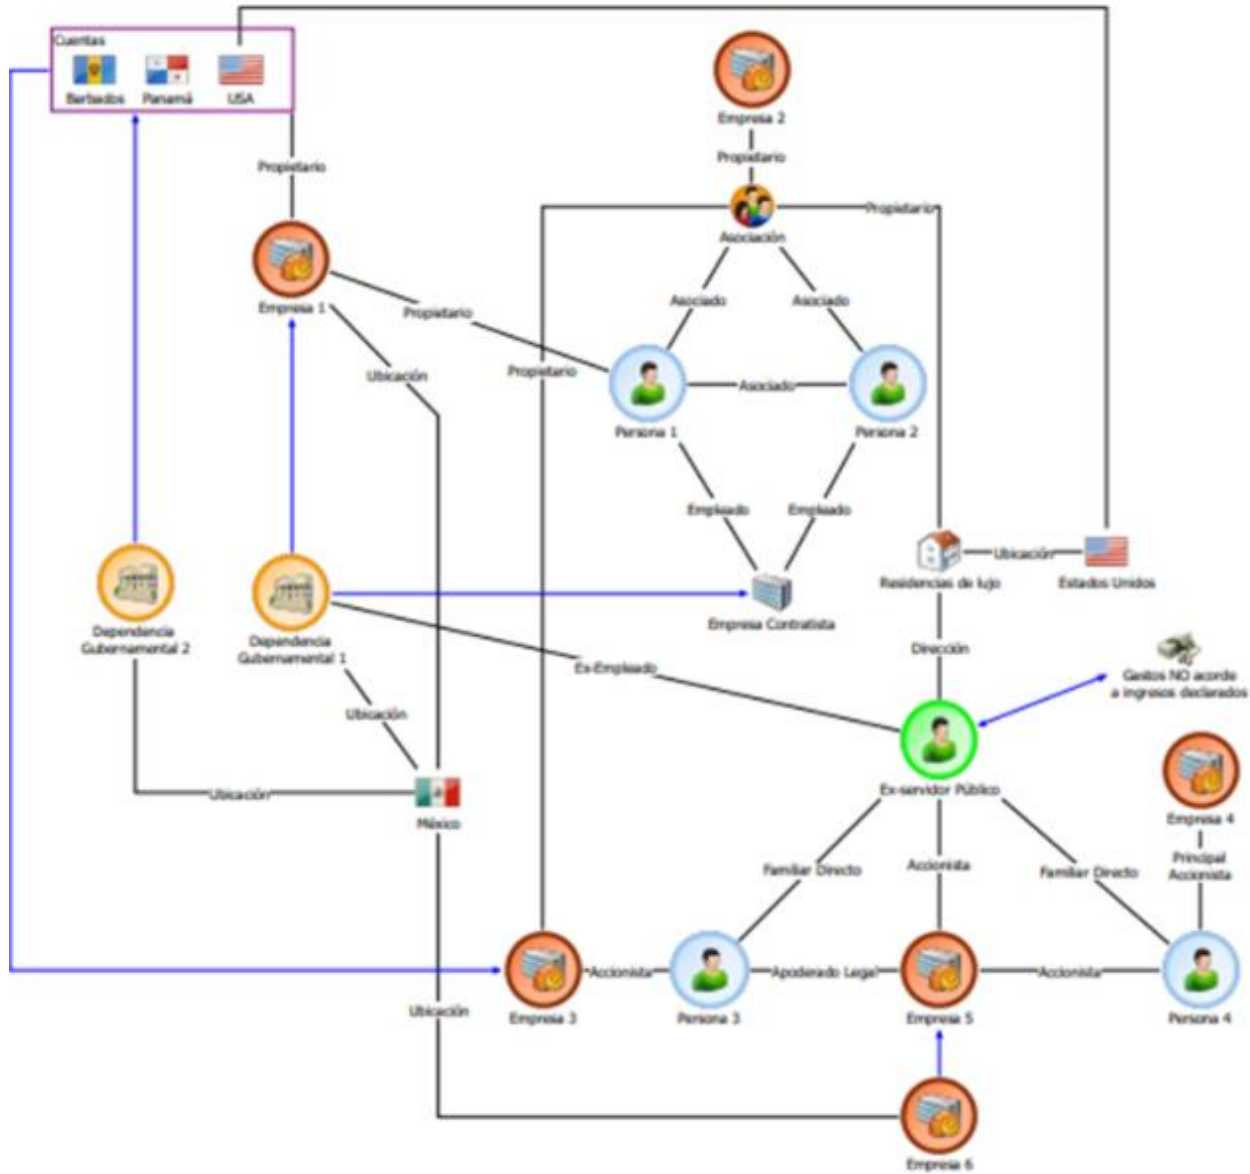 Cuentas
Berbados
Panamá
USA
Empresa 2
Propietario
Propietario
Propietario
Asociación
Empresa 1
Asociado
Asociado
Propietario
Ubicación
Propietario
Asociado
Persona 1
Persona 2
Empleado
Empleado
Ubicación
Residencias de lujo
Estados Unidos
Empresa Contratista
Dependencia
Gubernamental 2
Dependencia
Gubernamental 1
Dirección
Ex-Empleado
Gastos NO acorde
a ingresos declarados
Ubicación
Ubicación
México
Ex-servidor Público
Empresa 4
Familiar Directo
Accionista
Familiar Directo
Principal
Accionista
Accionista
Apoderado Legal
Accionista
Ubicación
Empresa 3
Persona 3
Empresa 5
Persona 4
Empresa 6